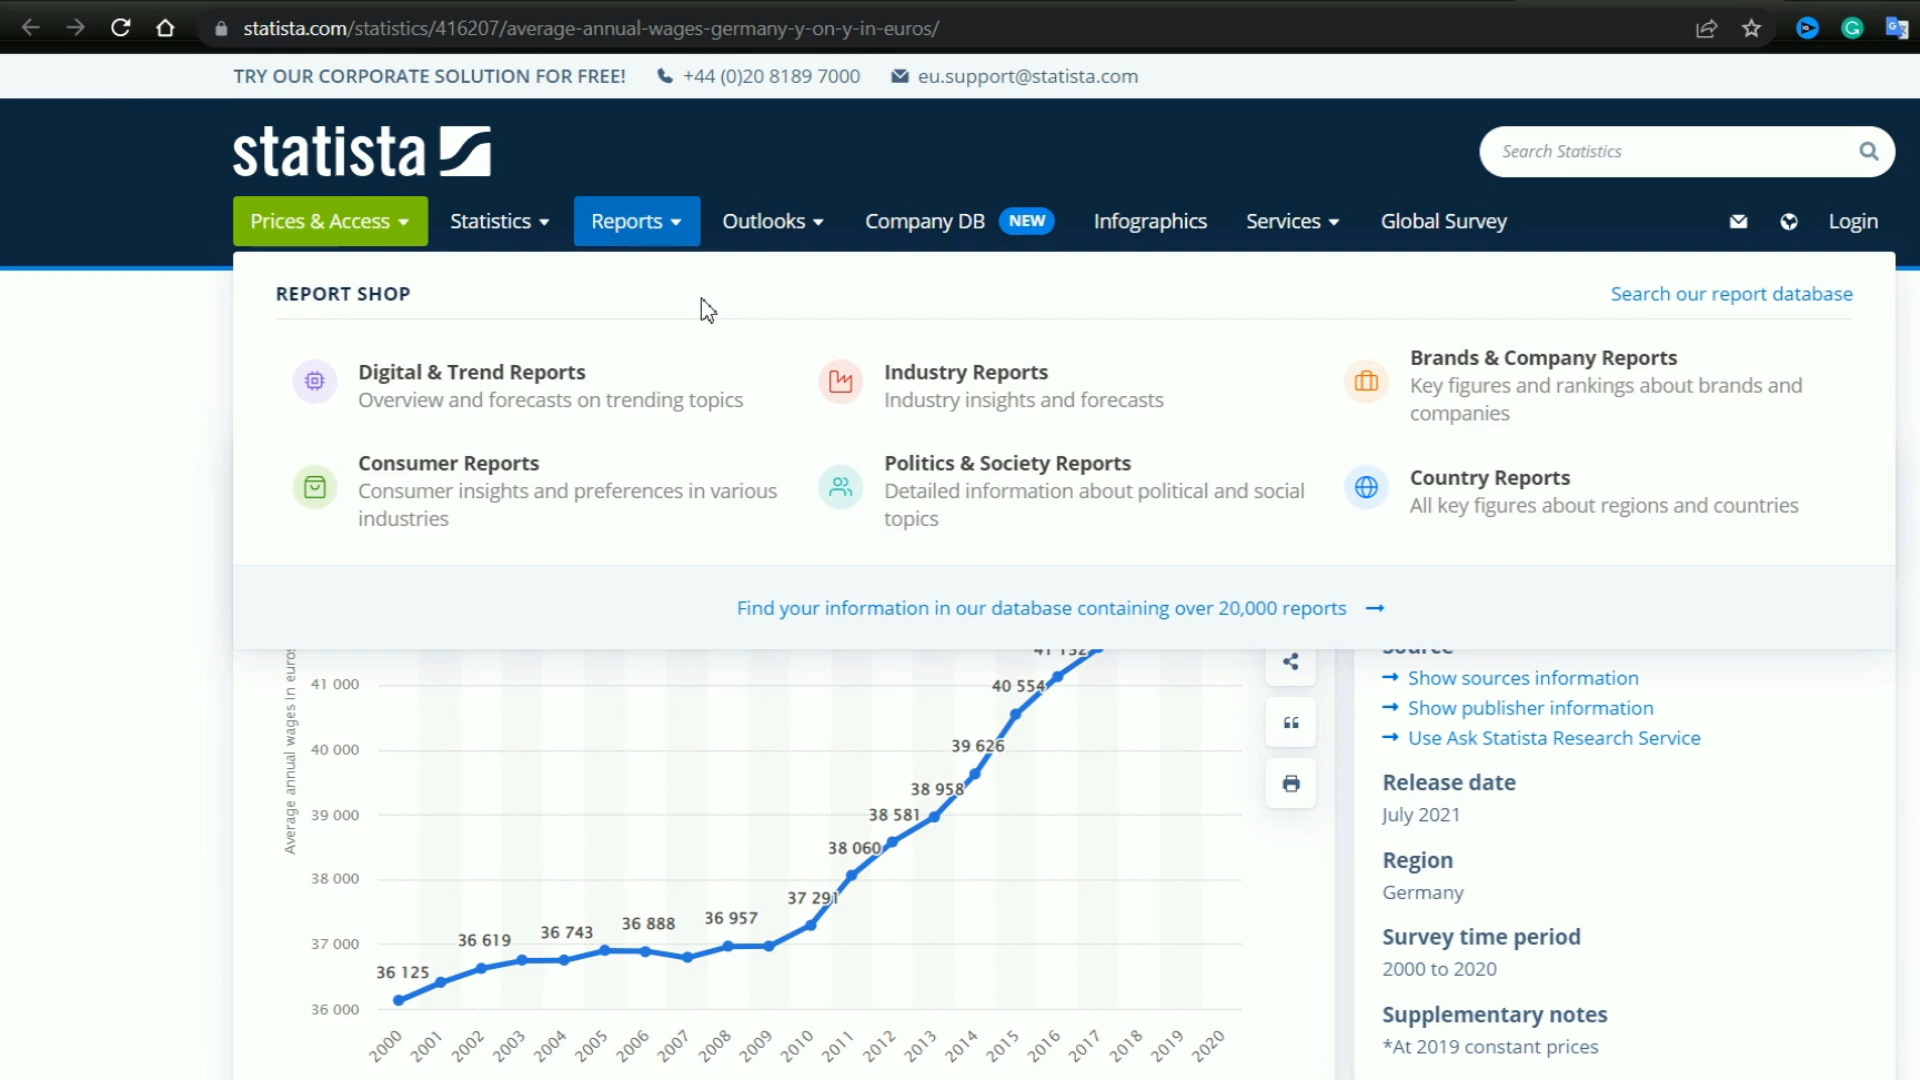 statista.com/statistics/416207/average-annual-wages-germany-y-on-y-in-euros/
TRY OUR CORPORATE SOLUTION FOR FREE! +44 (0)20 8189 7000 eu.support@statista.com
statista
Search Statistics
Prices & Access Statistics Reports Outlooks Company DB NEW Infographics Services Global Survey Login
REPORT SHOP
Search our report database
Digital & Trend Reports
Overview and forecasts on trending topics
Industry Reports
Industry insights and forecasts
Brands & Company Reports
Key figures and rankings about brands and
companies
Consumer Reports
Consumer insights and preferences in various
industries
Politics & Society Reports
Detailed information about political and social
topics
Country Reports
All key figures about regions and countries
Find your information in our database containing over 20,000 reports →
Average annual wages in euros
41 000
40 000
39 000
38 000
37 000
36 000
36 125
36 619
36 743
36 888
36 957
37 291
38 060
38 581
38 958
39 626
40 554
41 132
2000 2001 2002 2003 2004 2005 2006 2007 2008 2009 2010 2011 2012 2013 2014 2015 2016 2017 2018 2019 2020
Source
→ Show sources information
→ Show publisher information
→ Use Ask Statista Research Service
Release date
July 2021
Region
Germany
Survey time period
2000 to 2020
Supplementary notes
*At 2019 constant prices